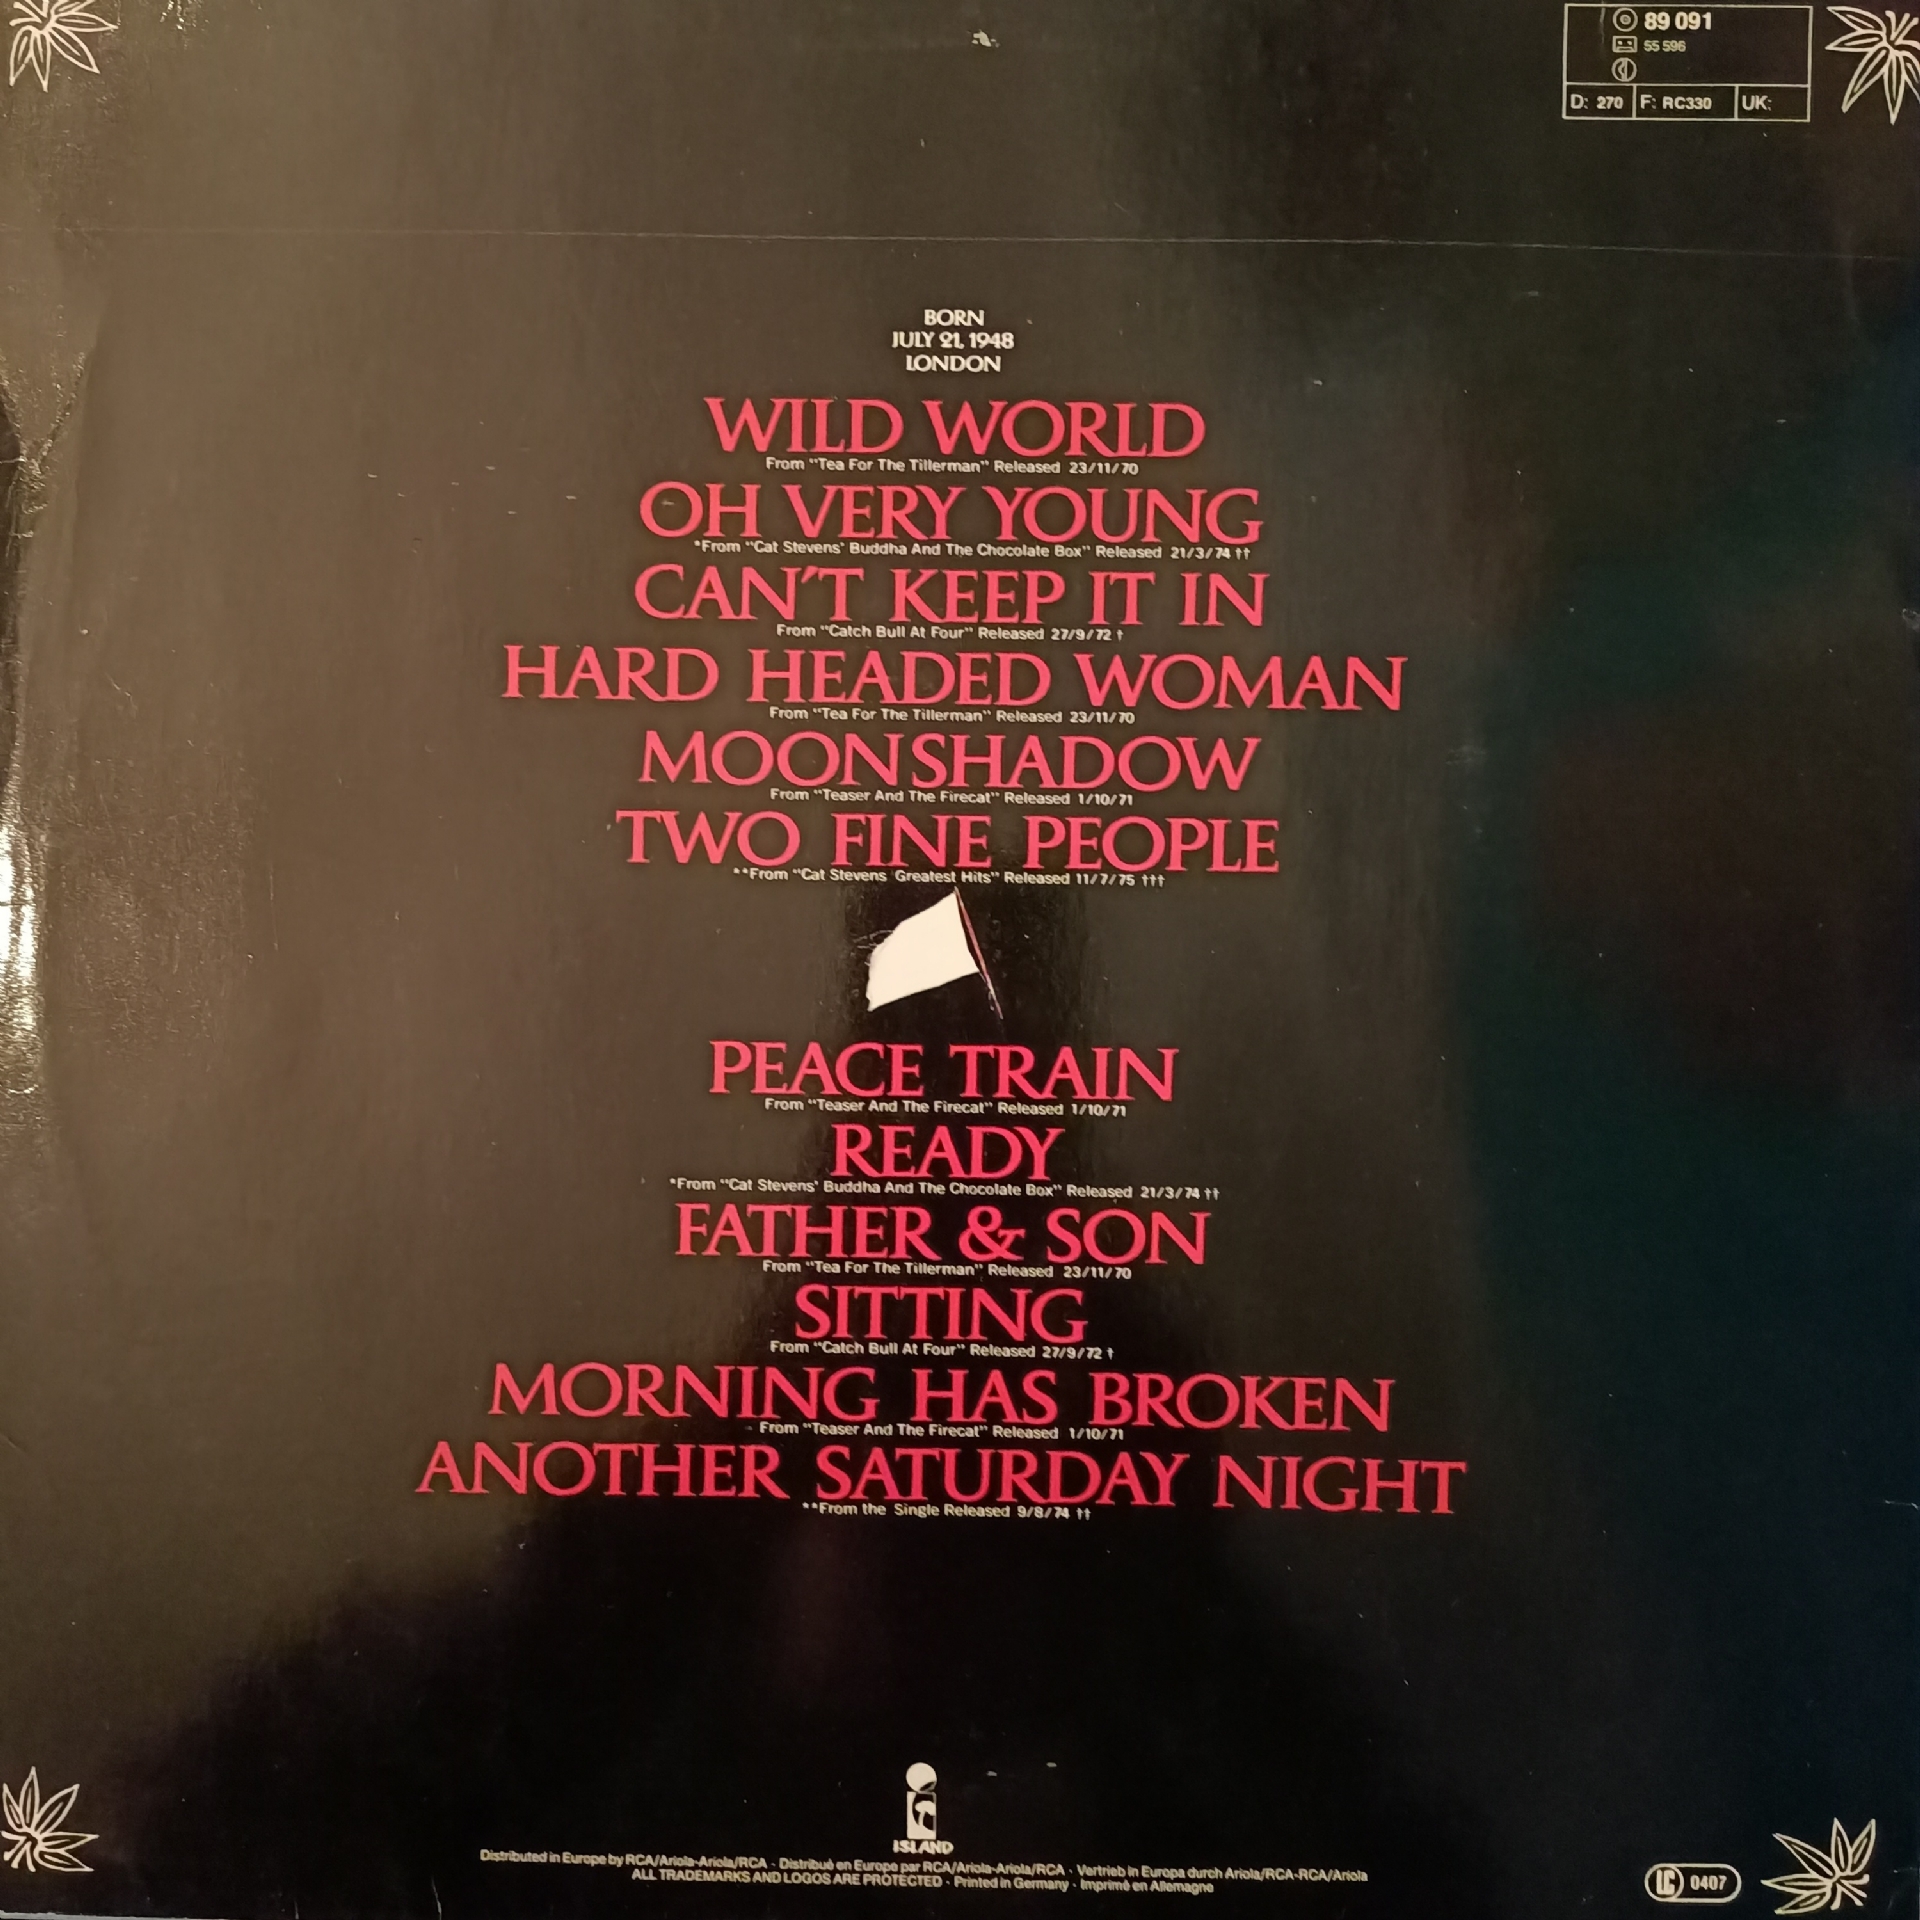 89 091
55 596
D: 270 F: RC330 UK:
BORN
JULY 21, 1948
LONDON
WILD WORLD
From "Tea For The Tillerman" Released 23/11/70
OH VERY YOUNG
*From "Cat Stevens' Buddha And The Chocolate Box" Released 21/3/74 ††
CAN'T KEEP IT IN
From "Catch Bull At Four" Released 27/9/72 †
HARD HEADED WOMAN
From "Tea For The Tillerman" Released 23/11/70
MOONSHADOW
From "Teaser And The Firecat" Released 1/10/71
TWO FINE PEOPLE
**From "Cat Stevens Greatest Hits" Released 11/7/75 †††
PEACE TRAIN
From "Teaser And The Firecat" Released 1/10/71
READY
*From "Cat Stevens' Buddha And The Chocolate Box" Released 21/3/74 ††
FATHER & SON
From "Tea For The Tillerman" Released 23/11/70
SITTING
From "Catch Bull At Four" Released 27/9/72 †
MORNING HAS BROKEN
From "Teaser And The Firecat" Released 1/10/71
ANOTHER SATURDAY NIGHT
**From the Single Released 9/8/74 ††
ISLAND
Distributed in Europe by RCA/Ariola-Ariola/RCA · Distribué en Europe par RCA/Ariola-Ariola/RCA · Vertrieb in Europa durch Ariola/RCA-RCA/Ariola
ALL TRADEMARKS AND LOGOS ARE PROTECTED · Printed in Germany · Imprimé en Allemagne
LC 0407